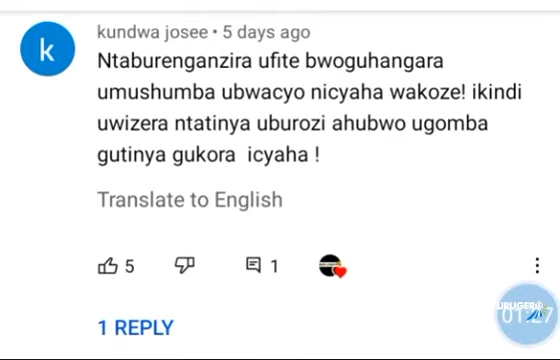 k
kundwa josee • 5 days ago
Ntaburenganzira ufite bwoguhangara
umushumba ubwacyo nicyaha wakoze! ikindi
uwizera ntatinya uburozi ahubwo ugomba
gutinya gukora icyaha !
Translate to English
5
1
01:27
1 REPLY